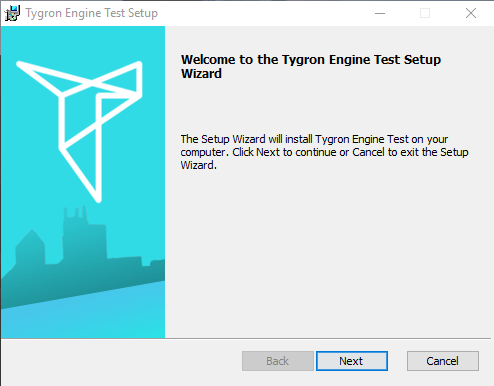 Tygron Engine Test Setup
Welcome to the Tygron Engine Test Setup
Wizard
The Setup Wizard will install Tygron Engine Test on your
computer. Click Next to continue or Cancel to exit the Setup
Wizard.
Back
Next
Cancel